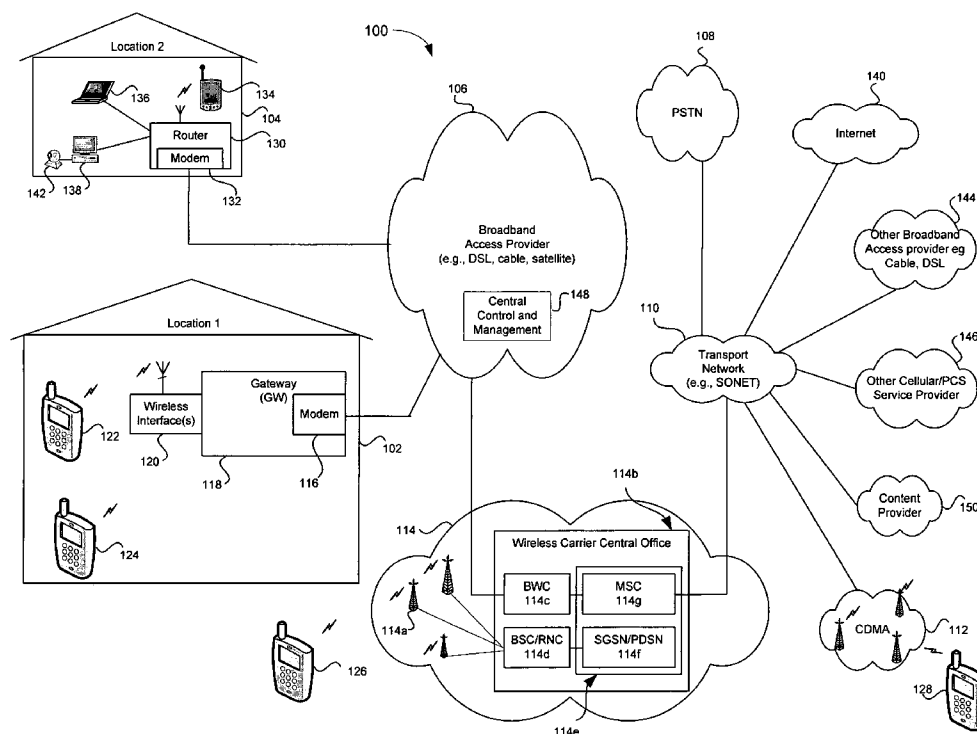 100
108
PSTN
140
Internet
144
Other Broadband
Access provider eg
Cable, DSL
110
Transport
Network
(e.g., SONET)
146
Other Cellular/PCS
Service Provider
Content
Provider
150
CDMA
112
128
Location 2
136
134
104
Router
130
Modem
132
142
138
106
Broadband
Access Provider
(e.g., DSL, cable, satellite)
Central
Control and
Management
148
Location 1
Gateway
(GW)
Wireless
Interface(s)
Modem
122
120
118
116
102
124
126
114
114b
Wireless Carrier Central Office
BWC
114c
MSC
114g
114a
BSC/RNC
114d
SGSN/PDSN
114f
114e